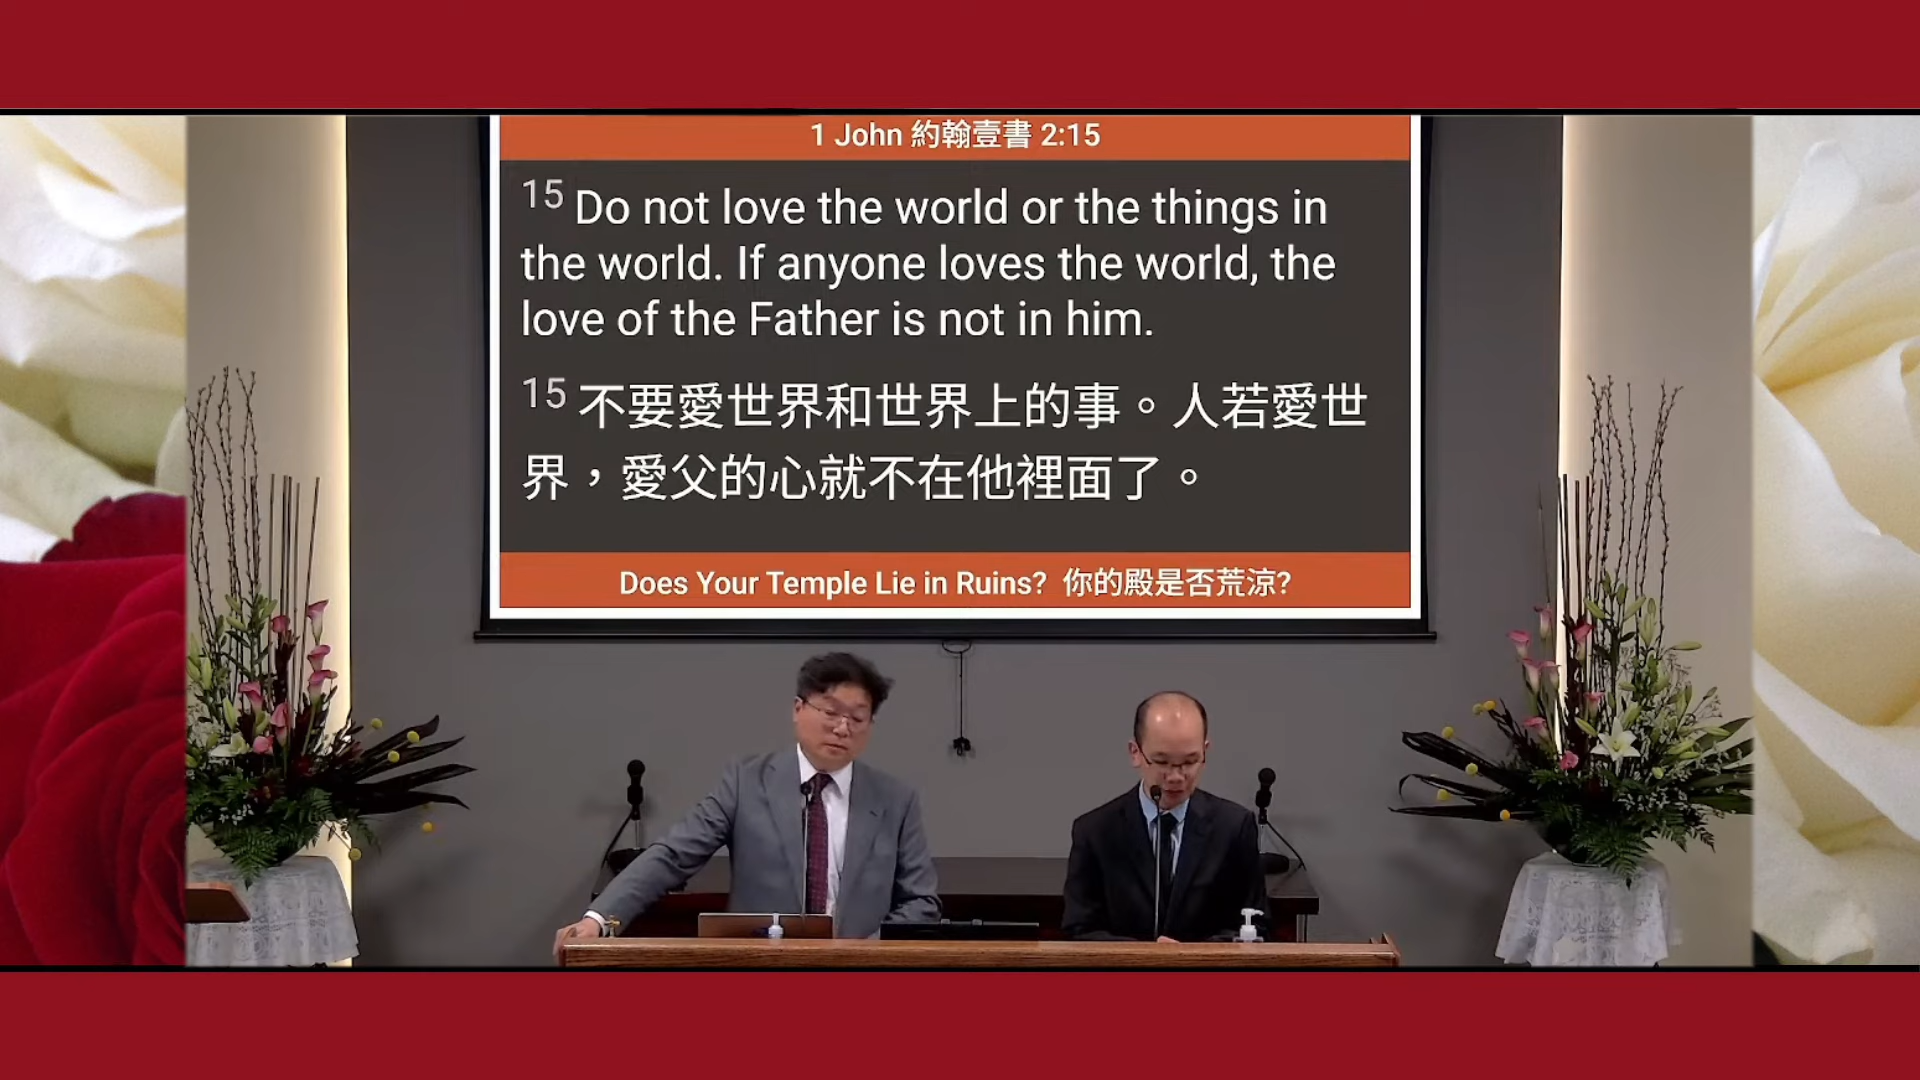 1 John 約翰壹書 2:15
15 Do not love the world or the things in
the world. If anyone loves the world, the
love of the Father is not in him.
15 不要愛世界和世界上的事。人若愛世
界，愛父的心就不在他裡面了。
Does Your Temple Lie in Ruins? 你的殿是否荒涼?